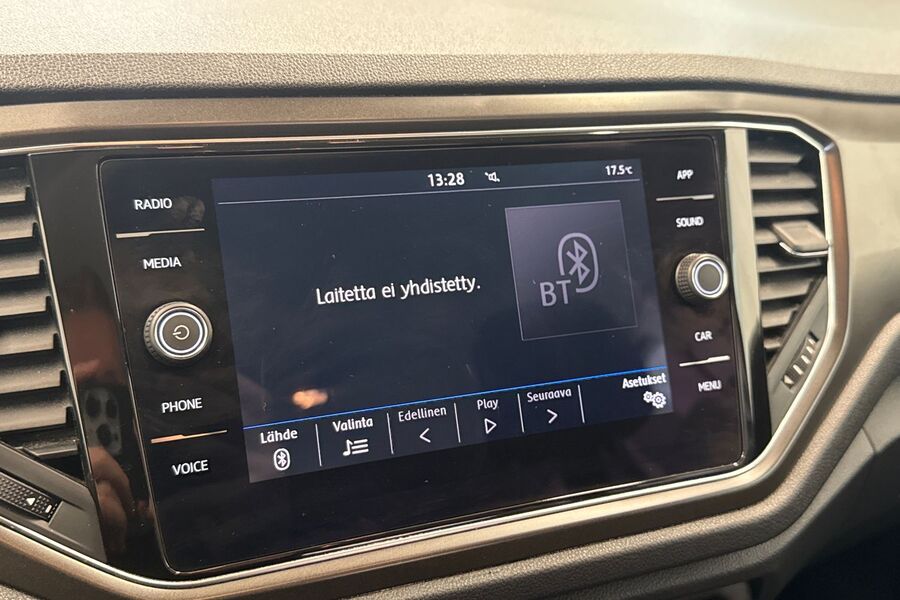 13:28
17.5°C
RADIO
MEDIA
PHONE
VOICE
Laitetta ei yhdistetty.
BT
Lähde
Valinta
Edellinen
Play
Seuraava
Asetukset
APP
SOUND
CAR
MENU